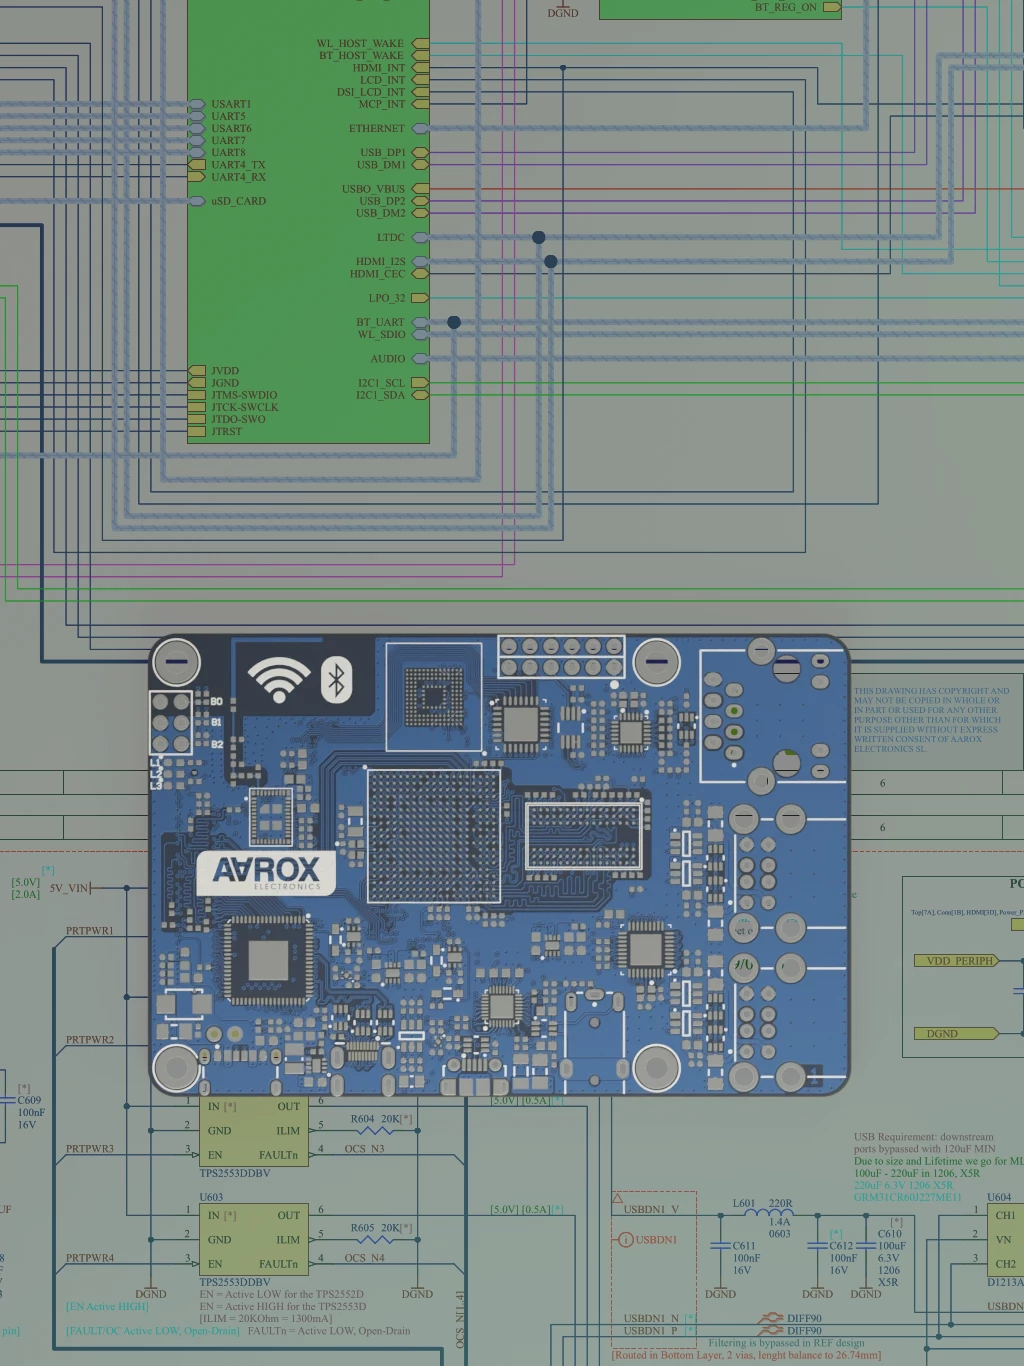 DGND
BT_REG_ON
WL_HOST_WAKE
BT_HOST_WAKE
HDMI_INT
LCD_INT
DSI_LCD_INT
MCP_INT
USART1
UART5
USART6
UART7
UART8
UART4_TX
UART4_RX
uSD_CARD
ETHERNET
USB_DP1
USB_DM1
USBO_VBUS
USB_DP2
USB_DM2
LTDC
HDMI_I2S
HDMI_CEC
LPO_32
BT_UART
WL_SDIO
AUDIO
I2C1_SCL
I2C1_SDA
JVDD
JGND
JTMS-SWDIO
JTCK-SWCLK
JTDO-SWO
JTRST
B0
B1
B2
AAROX
ELECTRONICS
THIS DRAWING HAS COPYRIGHT AND
MAY NOT BE COPIED IN WHOLE OR
IN PART OR USED FOR ANY OTHER
PURPOSE OTHER THAN FOR WHICH
IT IS SUPPLIED WITHOUT EXPRESS
WRITTEN CONSENT OF AAROX
ELECTRONICS SL.
6
6
[*]
[5.0V]
[2.0A]
5V_VIN
PRTPWR1
PRTPWR2
PRTPWR3
PRTPWR4
Top[7A], Conn[1B], HDMI[3D], Power_P
VDD_PERIPH
DGND
[*]
C609
100nF
16V
1 IN [*] OUT 6
2 GND ILIM 5
3 EN FAULTn 4
TPS2553DDBV
R604 20K[*]
OCS_N3
[5.0V] [0.5A][*]
U603
1 IN [*] OUT 6
2 GND ILIM 5
3 EN FAULTn 4
TPS2553DDBV
R605 20K[*]
OCS_N4
[5.0V] [0.5A][*]
DGND
DGND
EN = Active LOW for the TPS2552D
EN = Active HIGH for the TPS2553D
[ILIM = 20KOhm = 1300mA]
[EN Active HIGH]
[FAULT/OC Active LOW, Open-Drain] FAULTn = Active LOW, Open-Drain
pin]
OCS_N[1..4]
USB Requirement: downstream
ports bypassed with 120uF MIN
Due to size and Lifetime we go for ML
100uF - 220uF in 1206, X5R
220uF 6.3V 1206 X5R
GRM31CR60J227ME11
USBDN1_V
USBDN1
L601 220R
1.4A
0603
C611
100nF
16V
[*]
C612
100nF
16V
[*]
C610
100uF
6.3V
1206
X5R
DGND
DGND
DGND
U604
1 CH1
2 VN
3 CH2
D1213A
USBDN
USBDN1_N [*]
USBDN1_P [*]
DIFF90
DIFF90
Filtering is bypassed in REF design
[Routed in Bottom Layer, 2 vias, lenght balance to 26.74mm]